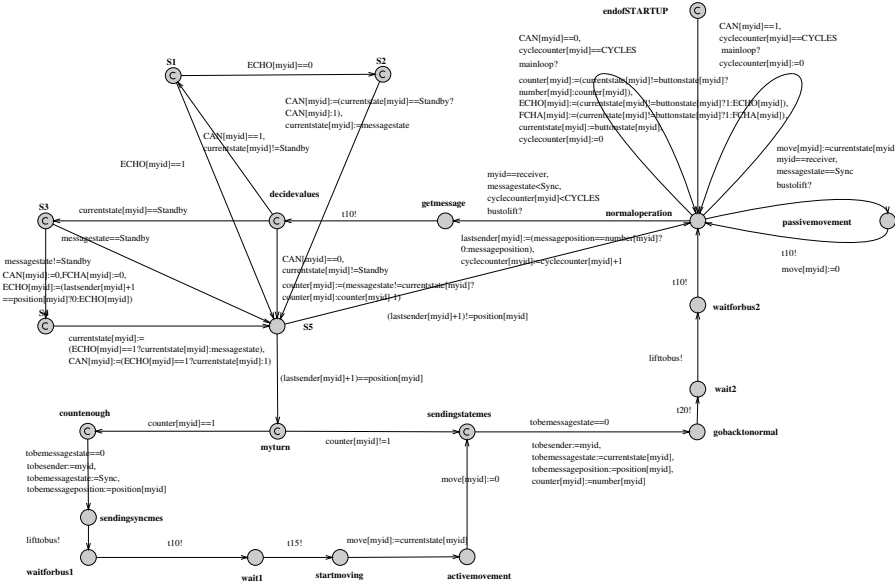 endofSTARTUP
CAN[myid]==0,
cyclecounter[myid]==CYCLES
mainloop?
counter[myid]:=(currentstate[myid]!=buttonstate[myid]?
number[myid]:counter[myid]),
ECHO[myid]:=(currentstate[myid]!=buttonstate[myid]?1:ECHO[myid]),
FCHA[myid]:=(currentstate[myid]!=buttonstate[myid]?1:FCHA[myid]),
currentstate[myid]:=buttonstate[myid],
cyclecounter[myid]:=0
CAN[myid]==1,
cyclecounter[myid]==CYCLES
mainloop?
cyclecounter[myid]:=0
S1
ECHO[myid]==0
S2
CAN[myid]:=(currentstate[myid]==Standby?
CAN[myid]:1),
currentstate[myid]:=messagestate
CAN[myid]==1,
currentstate[myid]!=Standby
ECHO[myid]==1
move[myid]:=currentstate[myid]
myid==receiver,
messagestate==Sync
bustolift?
myid==receiver,
messagestate<Sync,
cyclecounter[myid]<CYCLES
bustolift?
decidevalues
getmessage
normaloperation
passivemovement
S3
currentstate[myid]==Standby
t10!
messagestate==Standby
lastsender[myid]:=(messageposition==number[myid]?
0:messageposition),
cyclecounter[myid]:=cyclecounter[myid]+1
t10!
move[myid]:=0
messagestate!=Standby
CAN[myid]:=0,FCHA[myid]:=0,
ECHO[myid]:=(lastsender[myid]+1
==position[myid]?0:ECHO[myid])
CAN[myid]==0,
currentstate[myid]!=Standby
counter[myid]:=(messagestate!=currentstate[myid]?
counter[myid]:counter[myid]-1)
t10!
waitforbus2
S4
S5
(lastsender[myid]+1)!=position[myid]
currentstate[myid]:=
(ECHO[myid]==1?currentstate[myid]:messagestate),
CAN[myid]:=(ECHO[myid]==1?currentstate[myid]:1)
lifttobus!
(lastsender[myid]+1)==position[myid]
wait2
t20!
countenough
counter[myid]==1
myturn
counter[myid]!=1
sendingstatemes
tobemessagestate==0
gobacktonormal
tobemessagestate==0
tobesender:=myid,
tobemessagestate:=Sync,
tobemessageposition:=position[myid]
tobesender:=myid,
tobemessagestate:=currentstate[myid],
tobemessageposition:=position[myid],
counter[myid]:=number[myid]
move[myid]:=0
sendingsyncmes
lifttobus!
t10!
t15!
move[myid]:=currentstate[myid]
waitforbus1
wait1
startmoving
activemovement